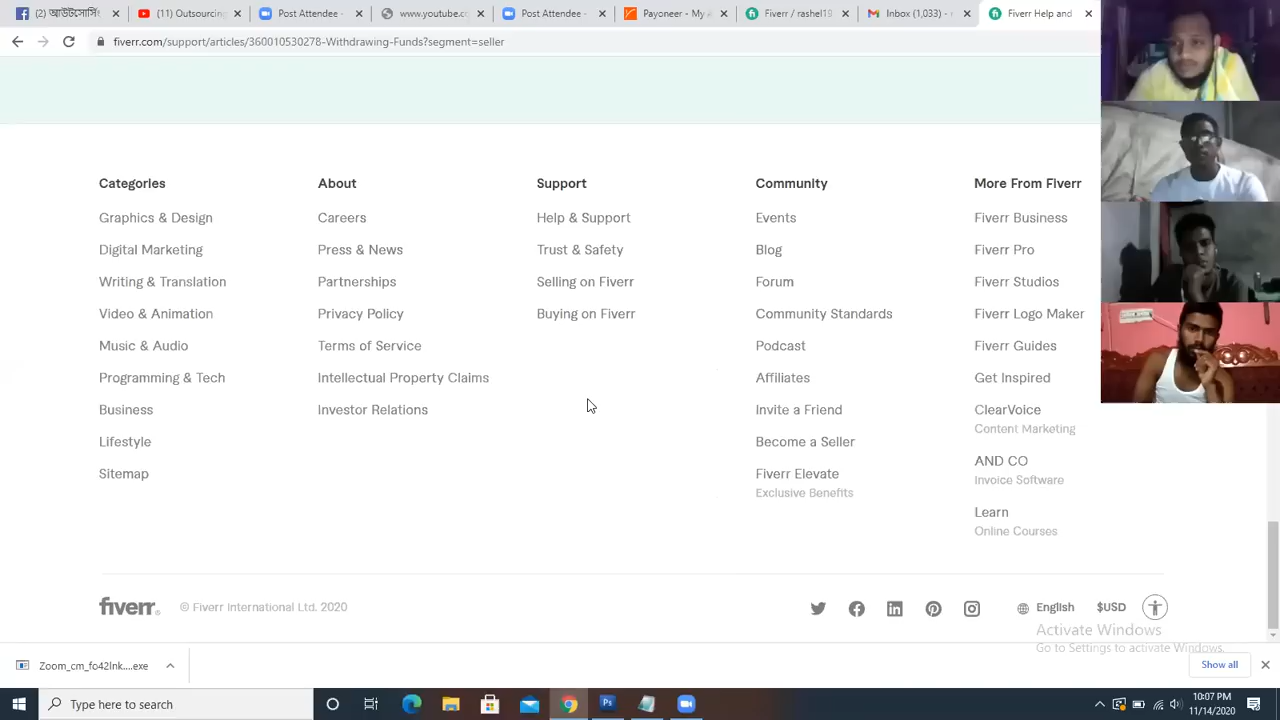 (1) আউটসোর্সিং
(11) Outsourcing
Post Attendee -
www.youtube.co
Post Attendee -
Payoneer - My A
Fiverr / rashel19
Inbox (1,033) -
Fiverr Help and
fiverr.com/support/articles/360010530278-Withdrawing-Funds?segment=seller
Categories
Graphics & Design
Digital Marketing
Writing & Translation
Video & Animation
Music & Audio
Programming & Tech
Business
Lifestyle
Sitemap
About
Careers
Press & News
Partnerships
Privacy Policy
Terms of Service
Intellectual Property Claims
Investor Relations
Support
Help & Support
Trust & Safety
Selling on Fiverr
Buying on Fiverr
Community
Events
Blog
Forum
Community Standards
Podcast
Affiliates
Invite a Friend
Become a Seller
Fiverr Elevate
Exclusive Benefits
More From Fiverr
Fiverr Business
Fiverr Pro
Fiverr Studios
Fiverr Logo Maker
Fiverr Guides
Get Inspired
ClearVoice
Content Marketing
AND CO
Invoice Software
Learn
Online Courses
fiverr.
© Fiverr International Ltd. 2020
English
$USD
Activate Windows
Go to Settings to activate Windows.
Zoom_cm_fo42lnk....exe
Show all
Type here to search
10:07 PM
11/14/2020